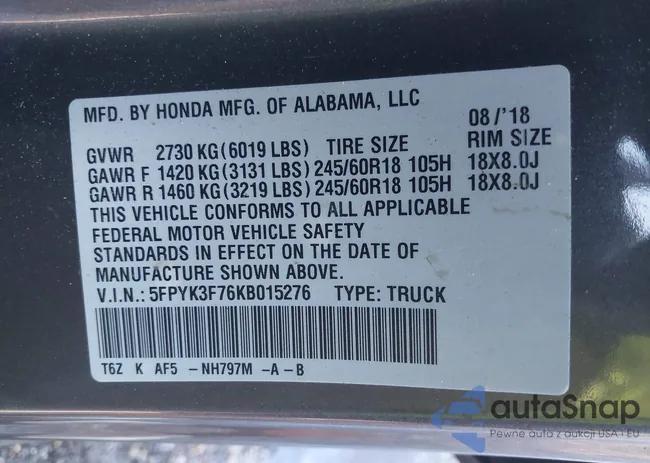 MFD. BY HONDA MFG. OF ALABAMA, LLC 08/'18
GVWR 2730 KG(6019 LBS) TIRE SIZE RIM SIZE
GAWR F 1420 KG(3131 LBS) 245/60R18 105H 18X8.0J
GAWR R 1460 KG(3219 LBS) 245/60R18 105H 18X8.0J
THIS VEHICLE CONFORMS TO ALL APPLICABLE
FEDERAL MOTOR VEHICLE SAFETY
STANDARDS IN EFFECT ON THE DATE OF
MANUFACTURE SHOWN ABOVE.
V.I.N.: 5FPYK3F76KB015276 TYPE: TRUCK
T6Z K AF5 -NH797M -A-B
autaSnap
Pewne auta z aukcji USA i EU